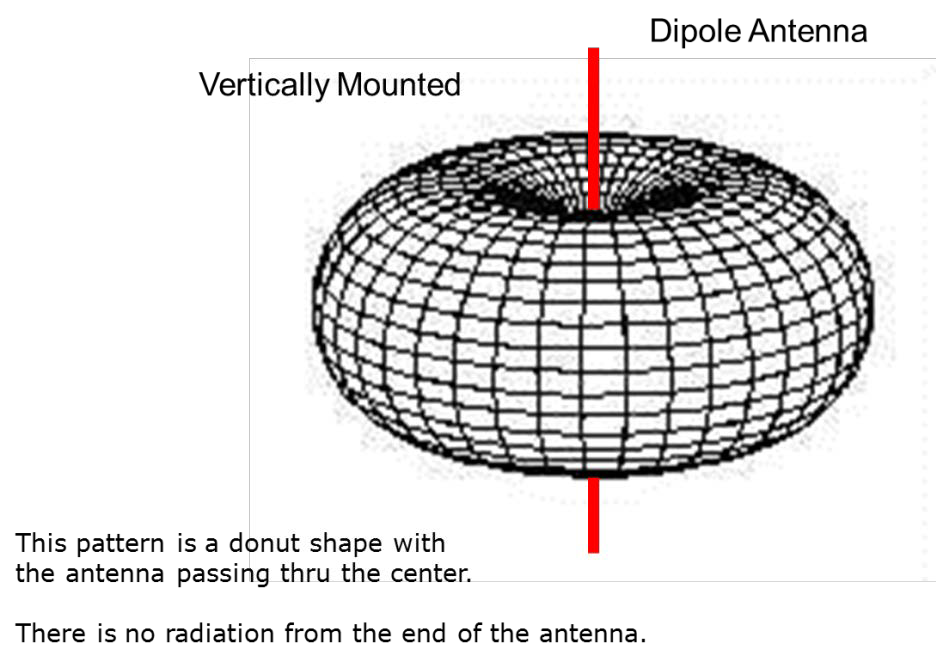 Dipole Antenna
Vertically Mounted
This pattern is a donut shape with
the antenna passing thru the center.
There is no radiation from the end of the antenna.